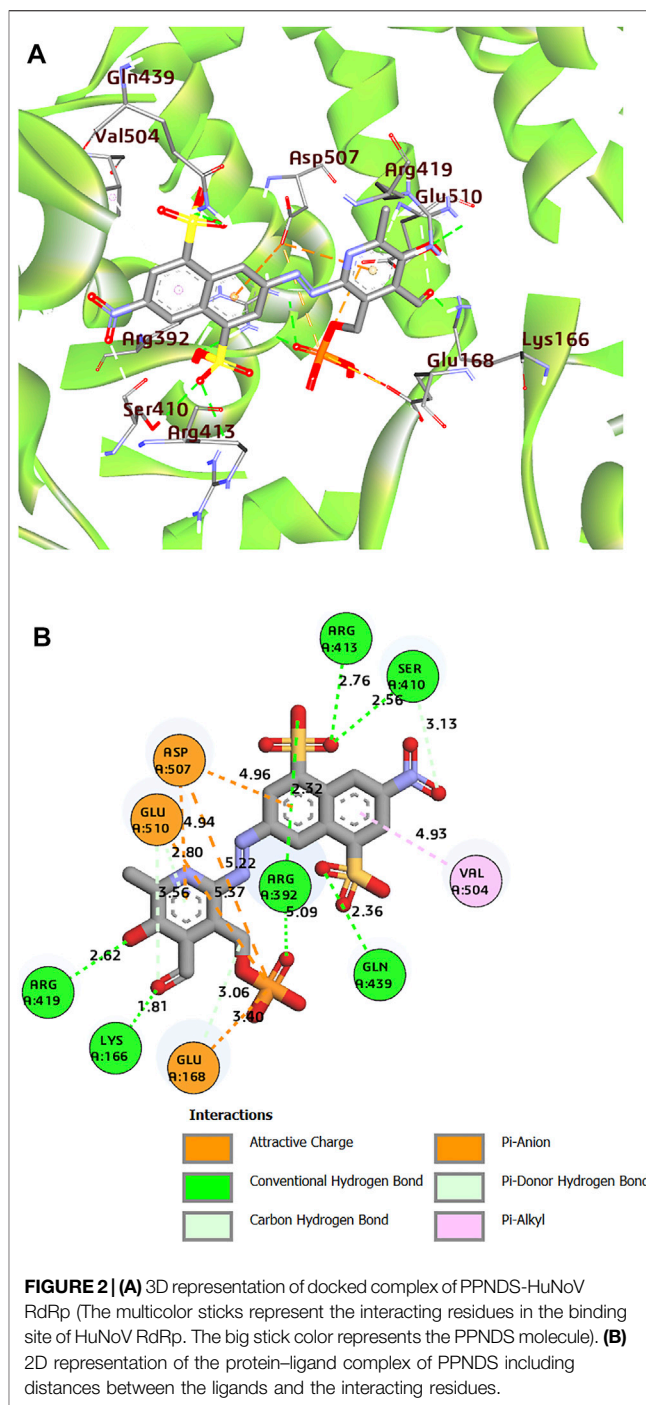 A
Gln439
Val504
Asp507
Arg419
Glu510
Arg392
Glu168
Lys166
Ser410
Arg413
B
ARG
A:413
SER
A:410
2.76
2.56
3.13
ASP
A:507
4.96
2.32
GLU
A:510
4.94
2.80
5.22
3.56
5.37
ARG
A:392
5.09
4.93
VAL
A:504
2.36
GLN
A:439
2.62
ARG
A:419
1.81
LYS
A:166
3.06
3.40
GLU
A:168
Interactions
Attractive Charge
Pi-Anion
Conventional Hydrogen Bond
Pi-Donor Hydrogen Bond
Carbon Hydrogen Bond
Pi-Alkyl
FIGURE 2 | (A) 3D representation of docked complex of PPNDS-HuNoV
RdRp (The multicolor sticks represent the interacting residues in the binding
site of HuNoV RdRp. The big stick color represents the PPNDS molecule). (B)
2D representation of the protein–ligand complex of PPNDS including
distances between the ligands and the interacting residues.